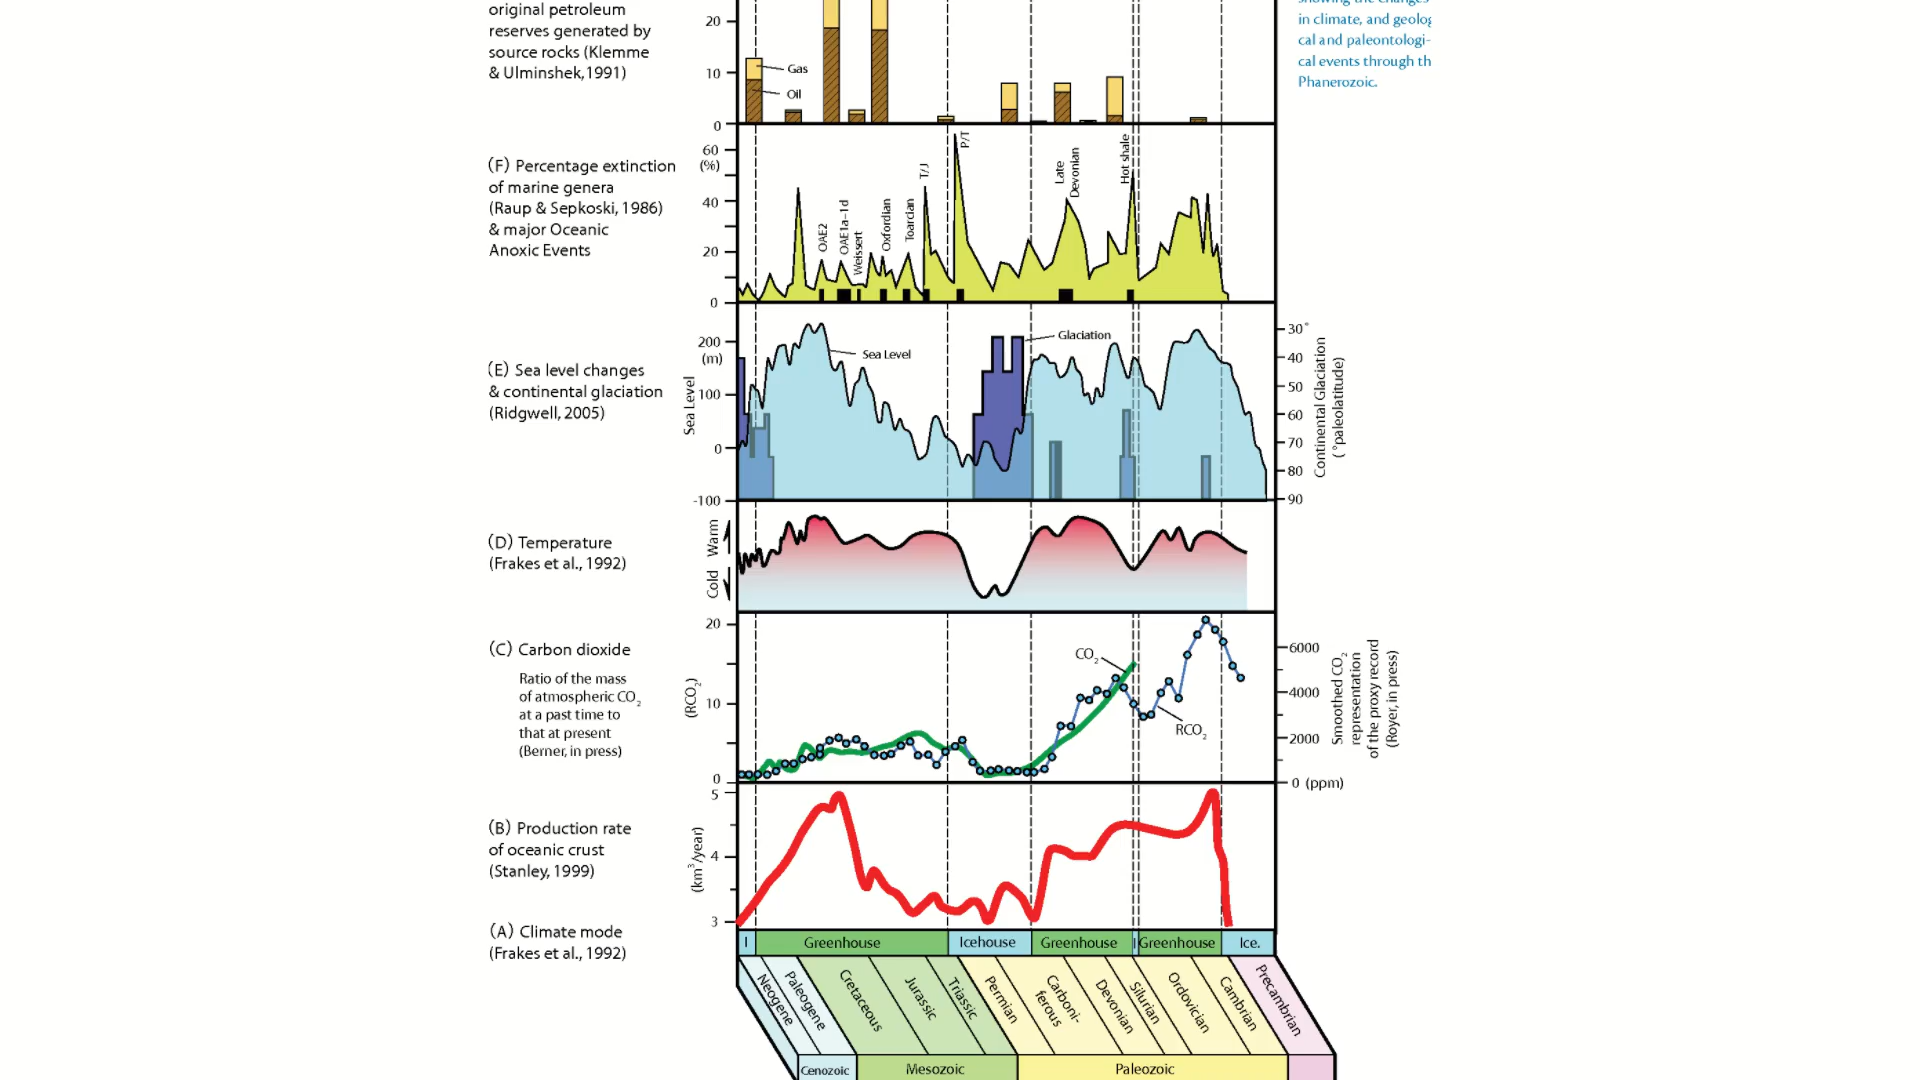 original petroleum
reserves generated by
source rocks (Klemme
& Ulminshek, 1991)
20
10
0
Gas
Oil
in climate, and geolog
cal and paleontologi-
cal events through th
Phanerozoic.
(F) Percentage extinction
of marine genera
(Raup & Sepkoski, 1986)
& major Oceanic
Anoxic Events
60
(%)
40
20
0
OAE2
OAE1a–1d
Weissert
Oxfordian
Toarcian
T/J
P/T
Late
Devonian
Hot shale
(E) Sea level changes
& continental glaciation
(Ridgwell, 2005)
Sea Level
200
(m)
100
0
-100
Sea Level
Glaciation
30°
40
50
60
70
80
90
Continental Glaciation
(°paleolatitude)
(D) Temperature
(Frakes et al., 1992)
Warm
Cold
(C) Carbon dioxide
Ratio of the mass
of atmospheric CO2
at a past time to
that at present
(Berner, in press)
(RCO2)
20
10
0
CO2
RCO2
6000
4000
2000
0 (ppm)
Smoothed CO2
representation
of the proxy record
(Royer, in press)
(B) Production rate
of oceanic crust
(Stanley, 1999)
(km3/year)
5
4
3
(A) Climate mode
(Frakes et al., 1992)
I
Greenhouse
Icehouse
Greenhouse
I
Greenhouse
Ice.
Neogene
Paleogene
Cretaceous
Jurassic
Triassic
Permian
Carboni-
ferous
Devonian
Silurian
Ordovician
Cambrian
Precambrian
Cenozoic
Mesozoic
Paleozoic